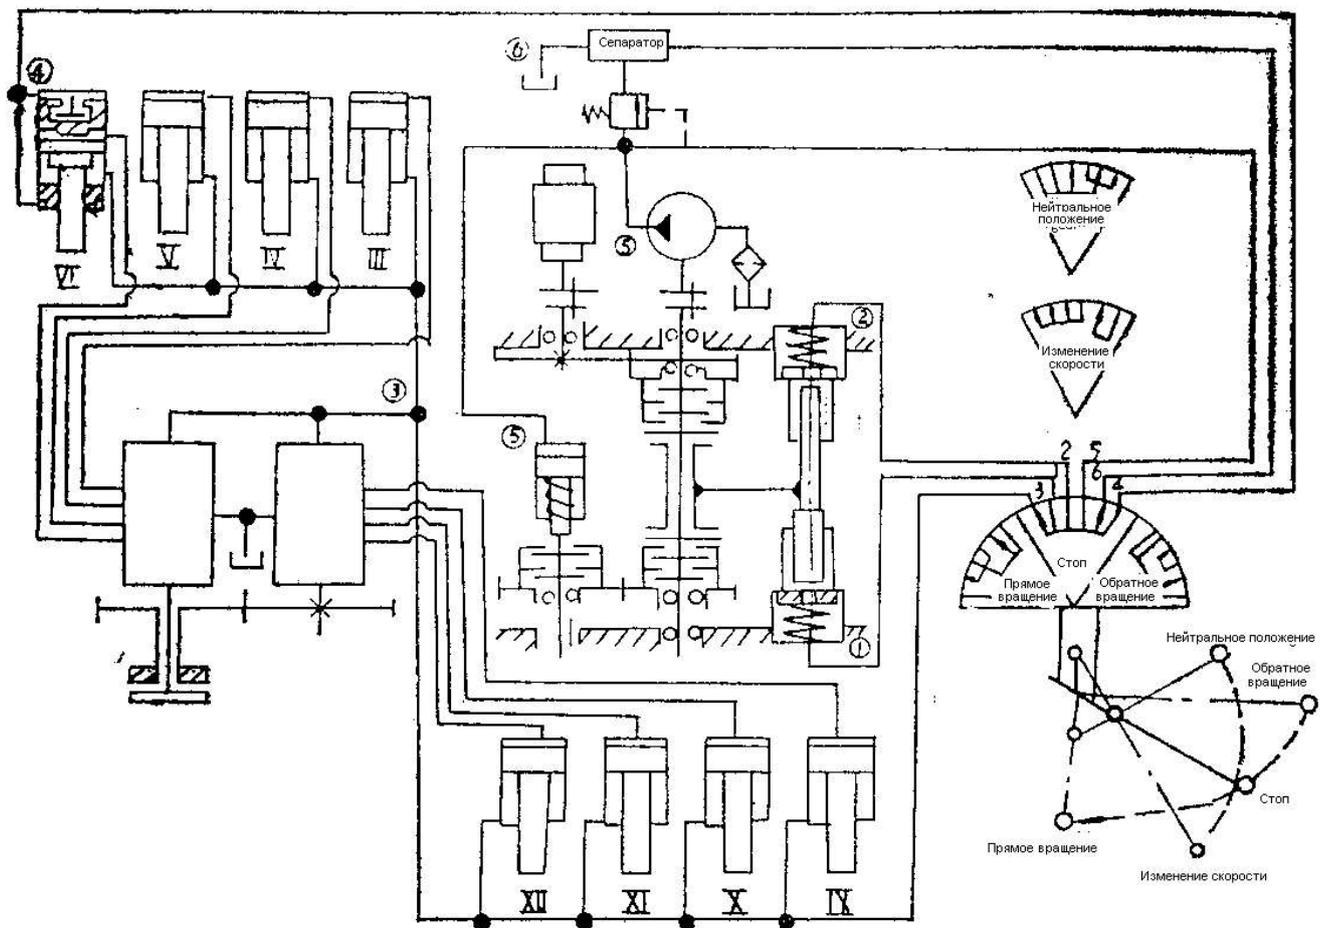 ⑥
Сепаратор
④
Нейтральное
положение
⑤
VI
V
IV
III
②
Изменение
скорости
③
⑤
2
5
6
3
4
Стоп
Прямое
вращение
Обратное
вращение
①
Нейтральное положение
Обратное
вращение
Стоп
Прямое вращение
Изменение скорости
XII
XI
X
IX